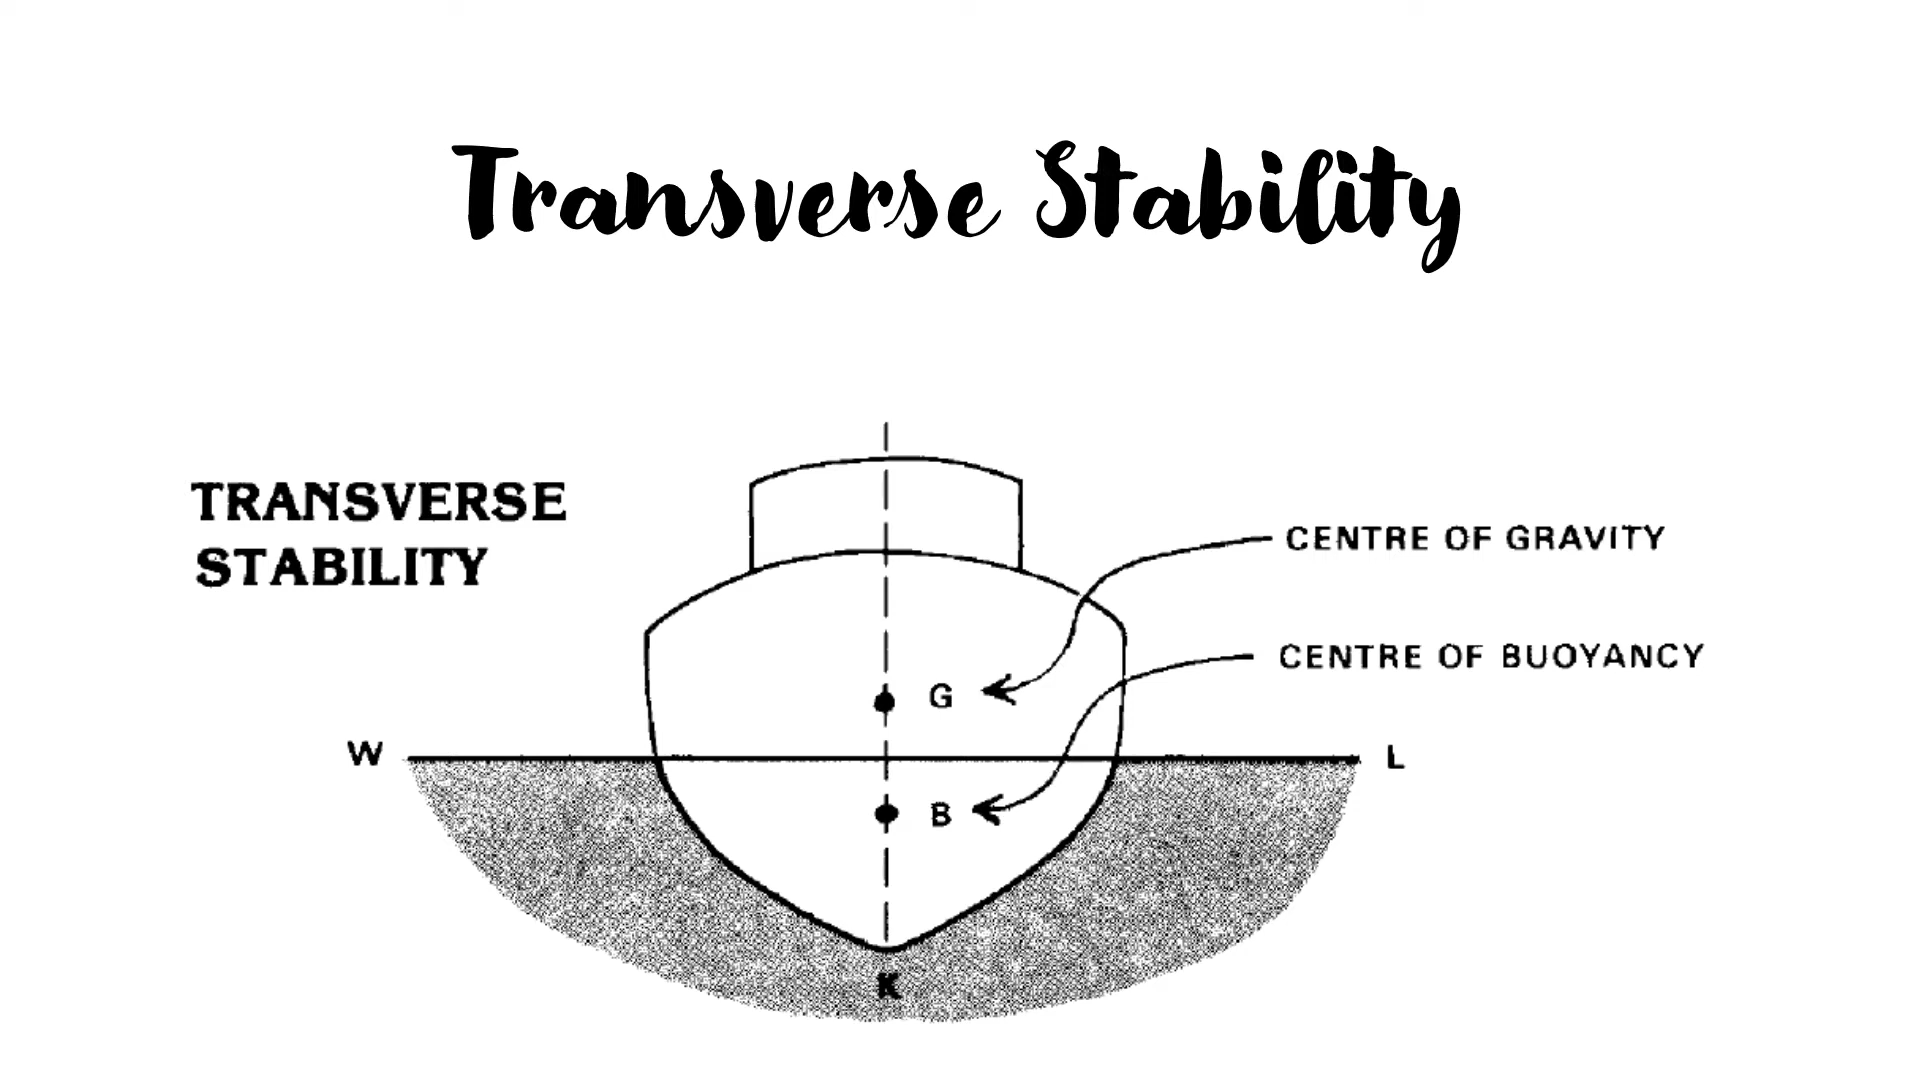 Transverse Stability
TRANSVERSE
STABILITY
CENTRE OF GRAVITY
CENTRE OF BUOYANCY
G
W
L
B
K